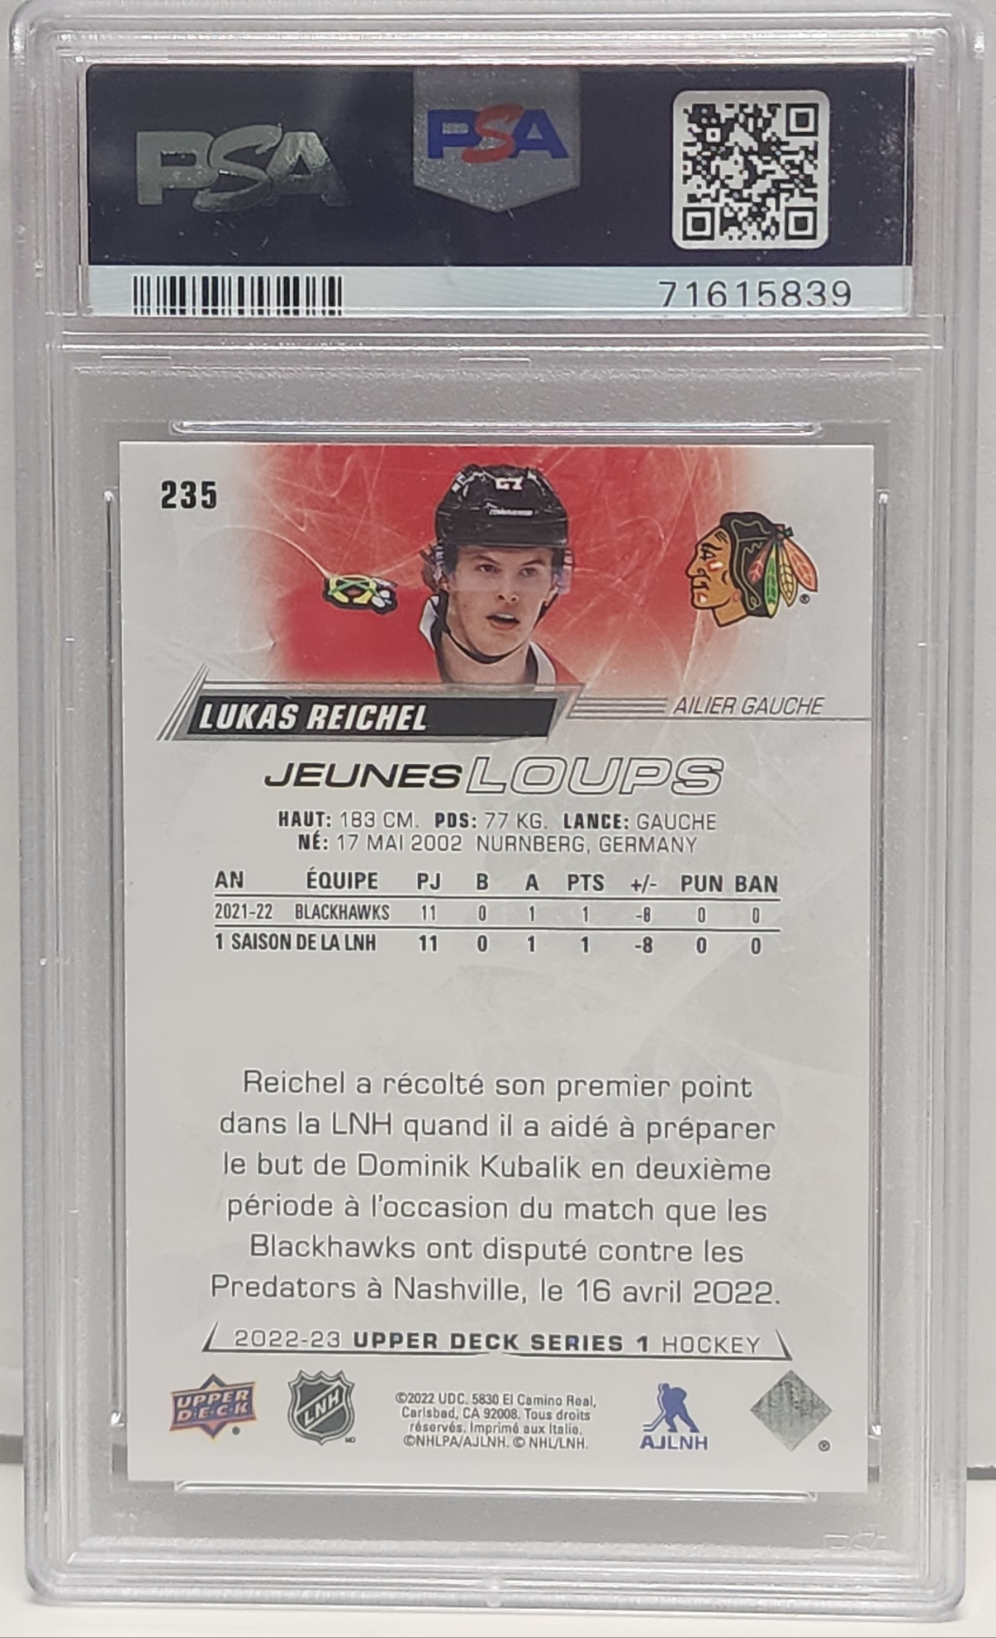 PSA
PSA
71615839
235
27
LUKAS REICHEL
AILIER GAUCHE
JEUNES LOUPS
HAUT: 183 CM. PDS: 77 KG. LANCE: GAUCHE
NÉ: 17 MAI 2002 NURNBERG, GERMANY
AN ÉQUIPE PJ B A PTS +/- PUN BAN
2021-22 BLACKHAWKS 11 0 1 1 -8 0 0
1 SAISON DE LA LNH 11 0 1 1 -8 0 0
Reichel a récolté son premier point
dans la LNH quand il a aidé à préparer
le but de Dominik Kubalik en deuxième
période à l'occasion du match que les
Blackhawks ont disputé contre les
Predators à Nashville, le 16 avril 2022.
2022-23 UPPER DECK SERIES 1 HOCKEY
UPPER
DECK
LNH
©2022 UDC. 5830 El Camino Real,
Carlsbad, CA 92008. Tous droits
réservés. Imprimé aux Italie.
©NHLPA/AJLNH. © NHL/LNH.
AJLNH